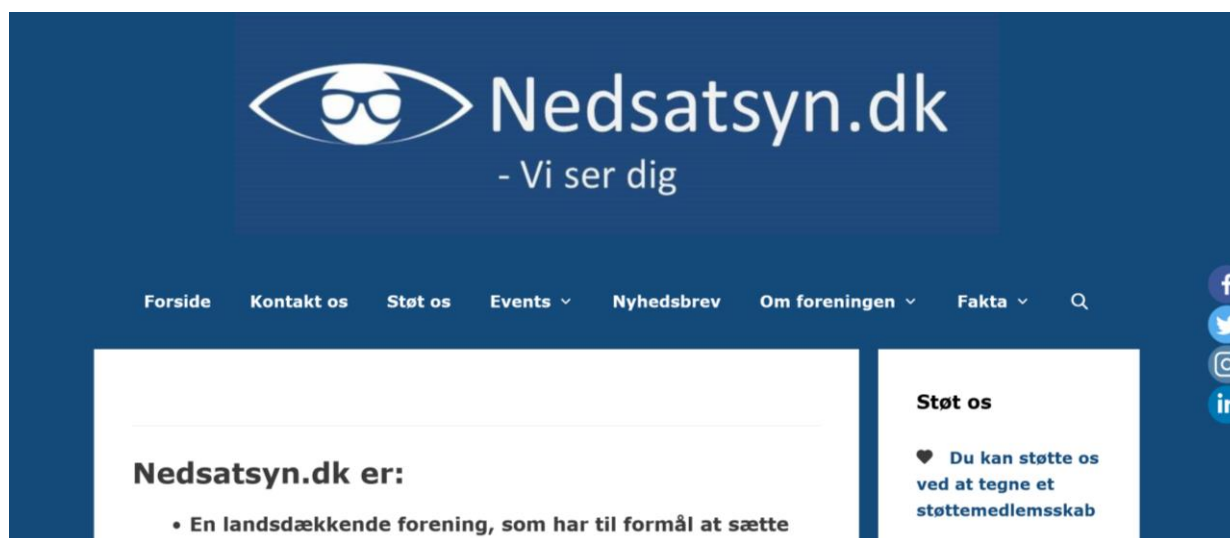 Nedsatsyn.dk
- Vi ser dig
Forside Kontakt os Støt os Events Nyhedsbrev Om foreningen Fakta
Nedsatsyn.dk er:
• En landsdækkende forening, som har til formål at sætte
Støt os
Du kan støtte os
ved at tegne et
støttemedlemsskab